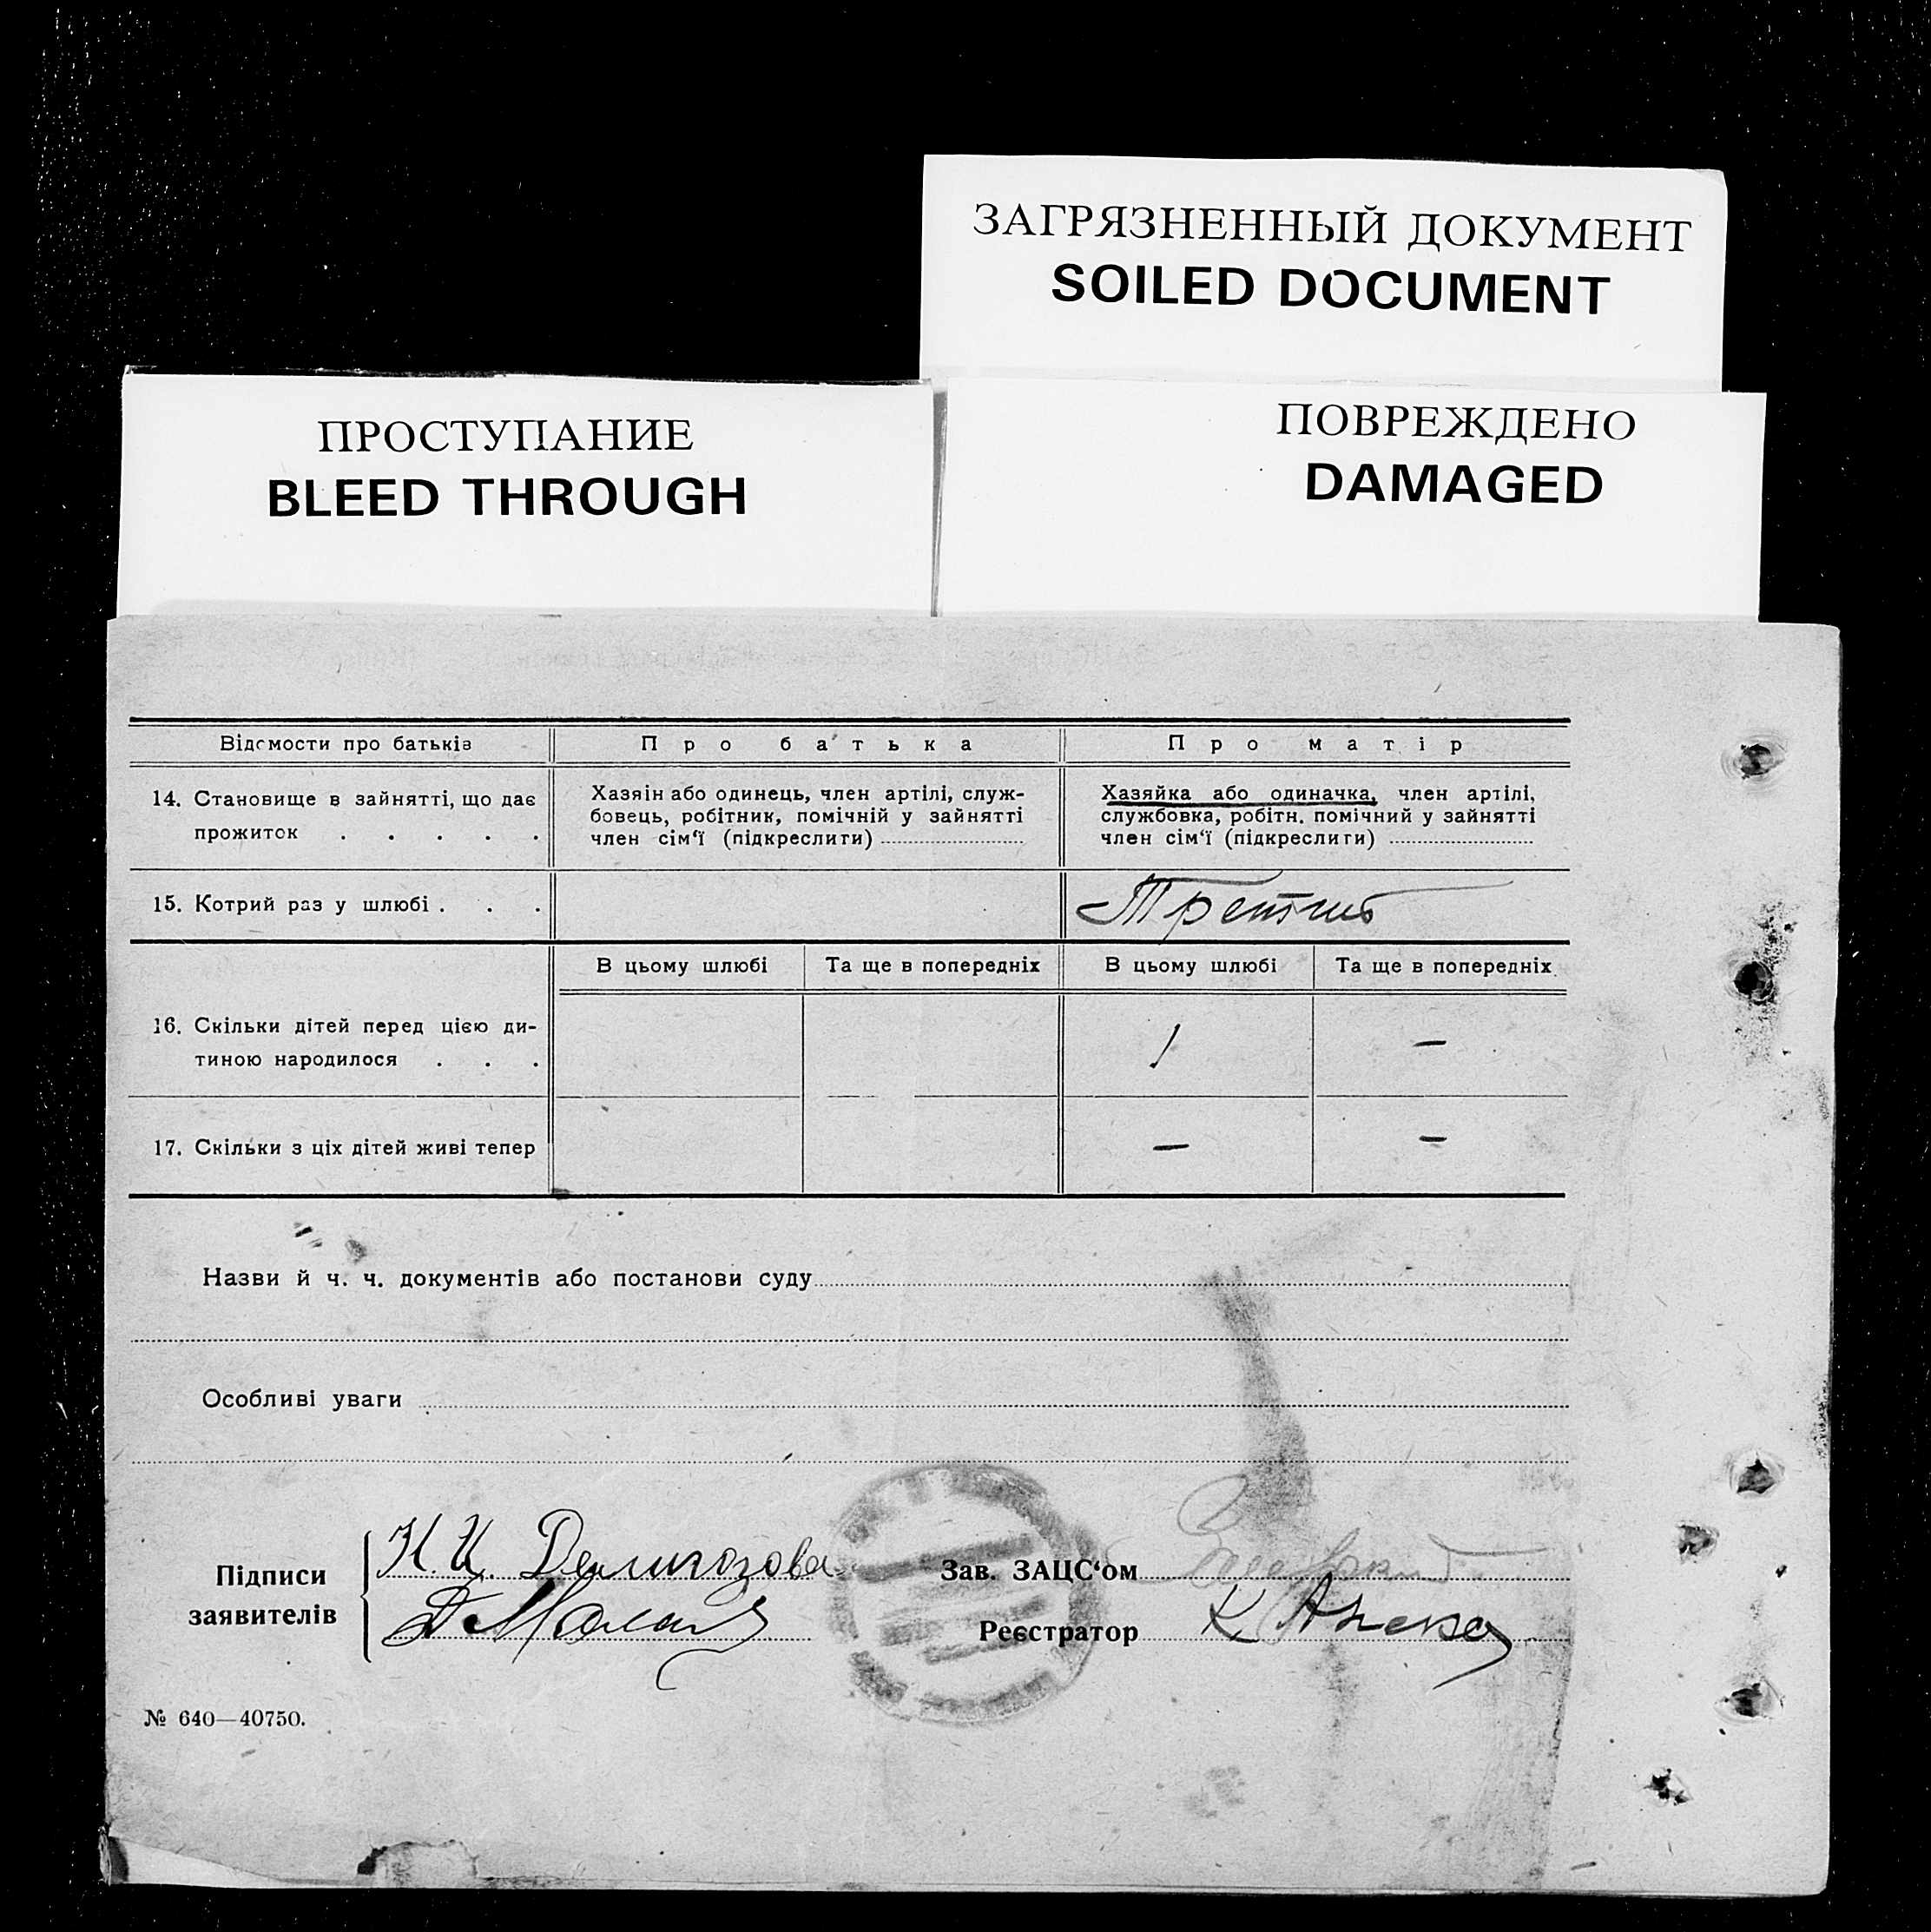 ЗАГРЯЗНЕННЫЙ ДОКУМЕНТ
SOILED DOCUMENT
ПРОСТУПАНИЕ
BLEED THROUGH
ПОВРЕЖДЕНО
DAMAGED
Відомости про батьків
Про батька
Про матір
14. Становище в зайнятті, що дає
прожиток . . . . .
Хазяін або одинець, член артілі, служ-
бовець, робітник, помічній у зайнятті
член сім‘ї (підкреслити)
Хазяйка або одиначка, член артілі,
службовка, робітн. помічний у зайнятті
член сім‘ї (підкреслити)
15. Котрий раз у шлюбі . . .
В цьому шлюбі
Та ще в попередніх
В цьому шлюбі
Та ще в попередніх
16. Скільки дітей перед цією ди-
тиною народилося . . .
1
—
17. Скільки з ціх дітей живі тепер
—
—
Назви й ч. ч. документів або постанови суду
Особливі уваги
Підписи
заявителів
Зав. ЗАЦС‘ом
Реєстратор
№ 640—40750.